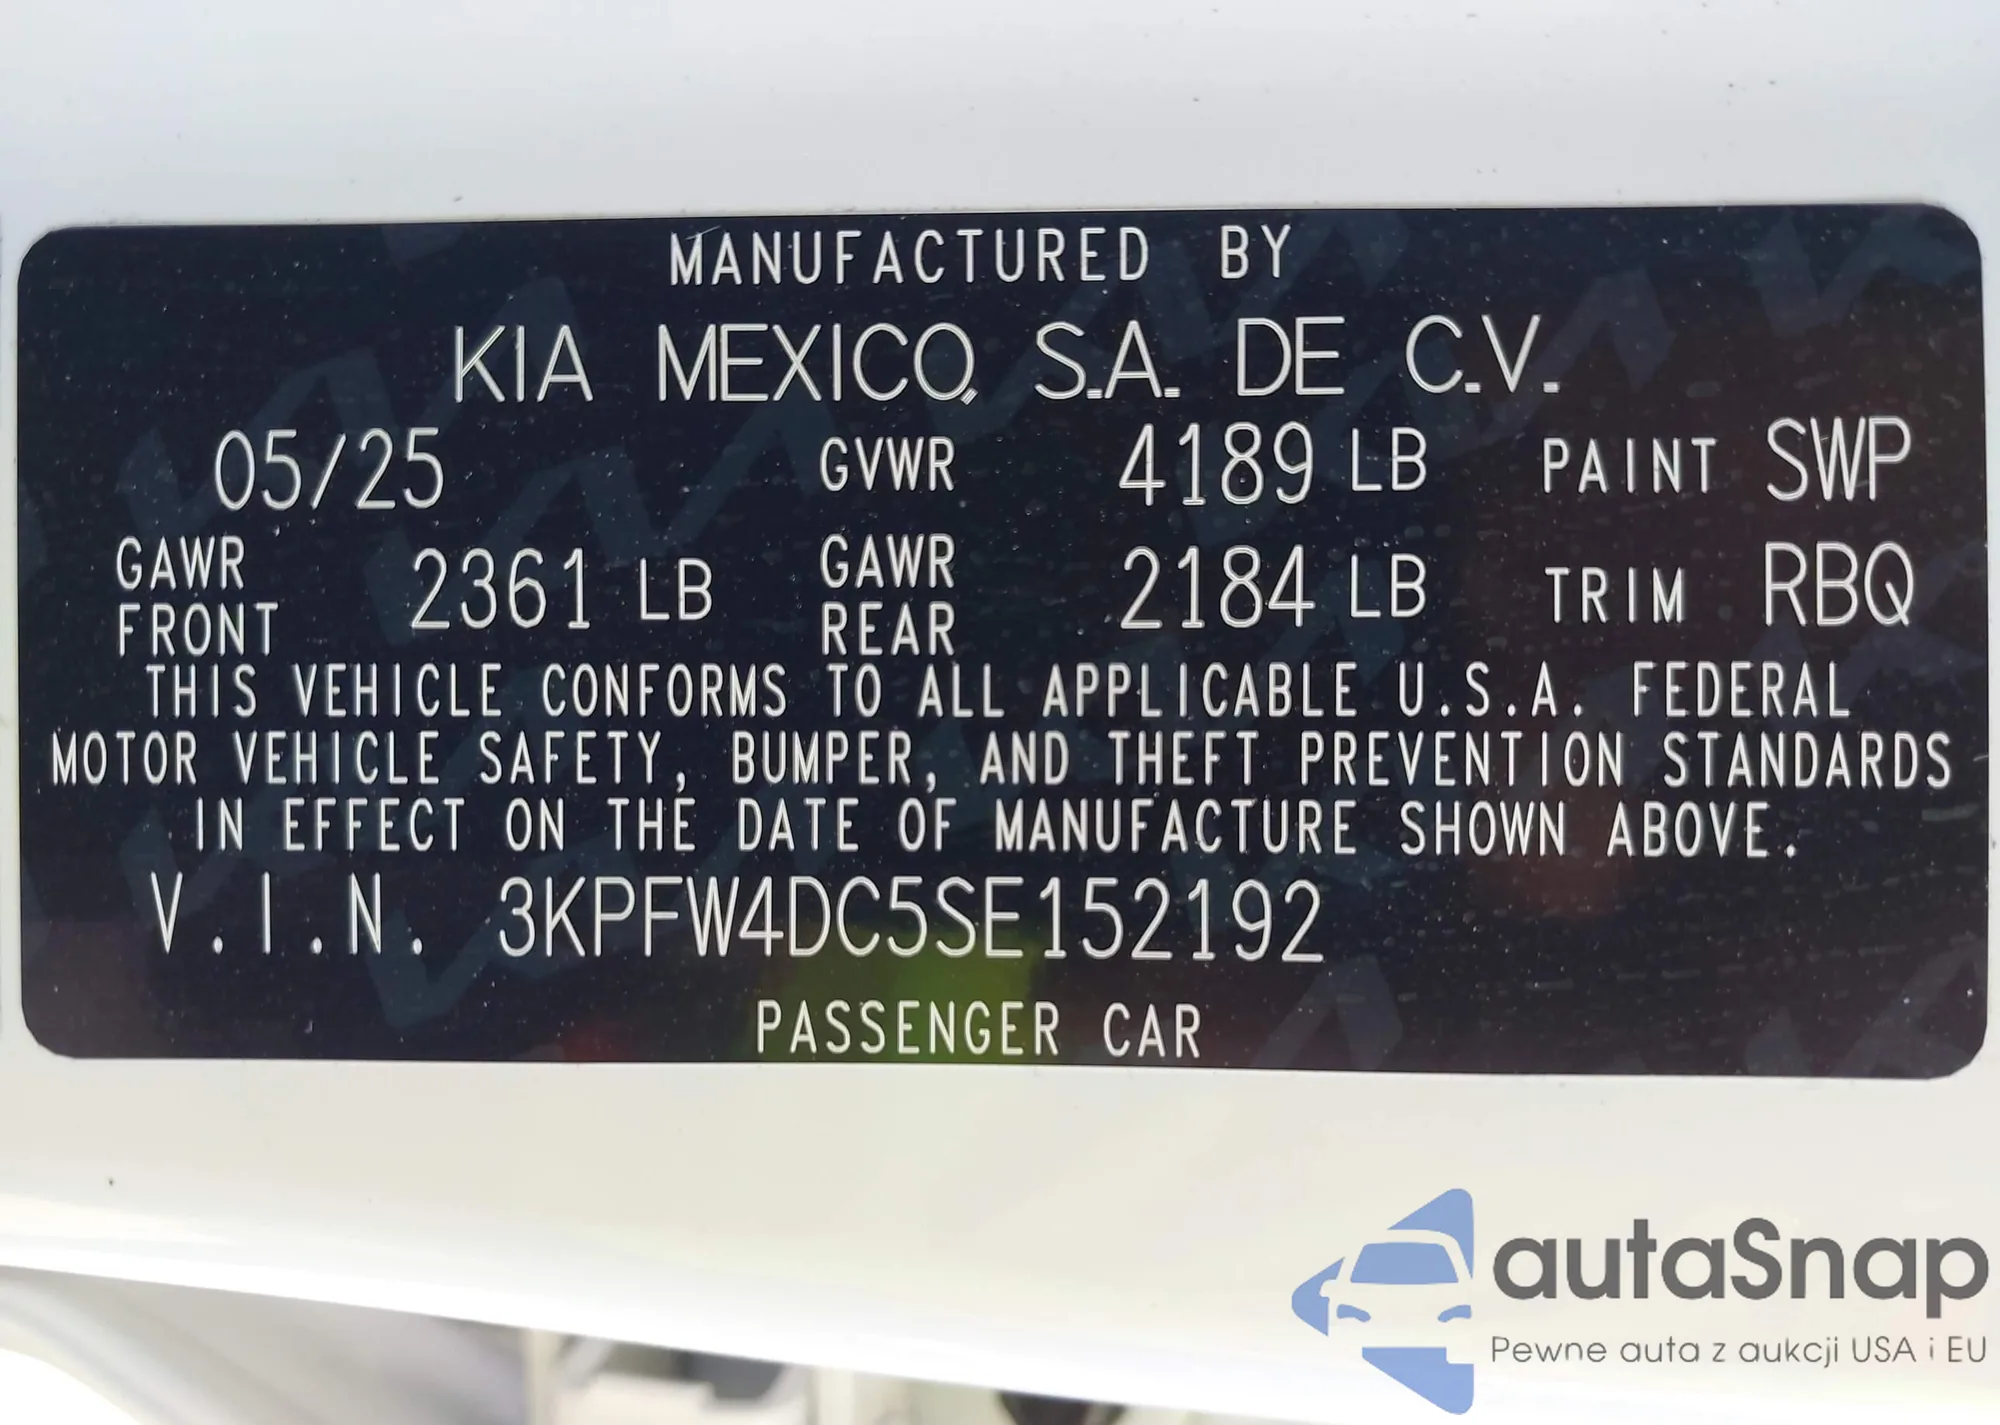 MANUFACTURED BY
KIA MEXICO, S.A. DE C.V.
05/25 GVWR 4189 LB PAINT SWP
GAWR FRONT 2361 LB GAWR REAR 2184 LB TRIM RBQ
THIS VEHICLE CONFORMS TO ALL APPLICABLE U.S.A. FEDERAL
MOTOR VEHICLE SAFETY, BUMPER, AND THEFT PREVENTION STANDARDS
IN EFFECT ON THE DATE OF MANUFACTURE SHOWN ABOVE.
V.I.N. 3KPFW4DC5SE152192
PASSENGER CAR
autaSnap
Pewne auta z aukcji USA i EU